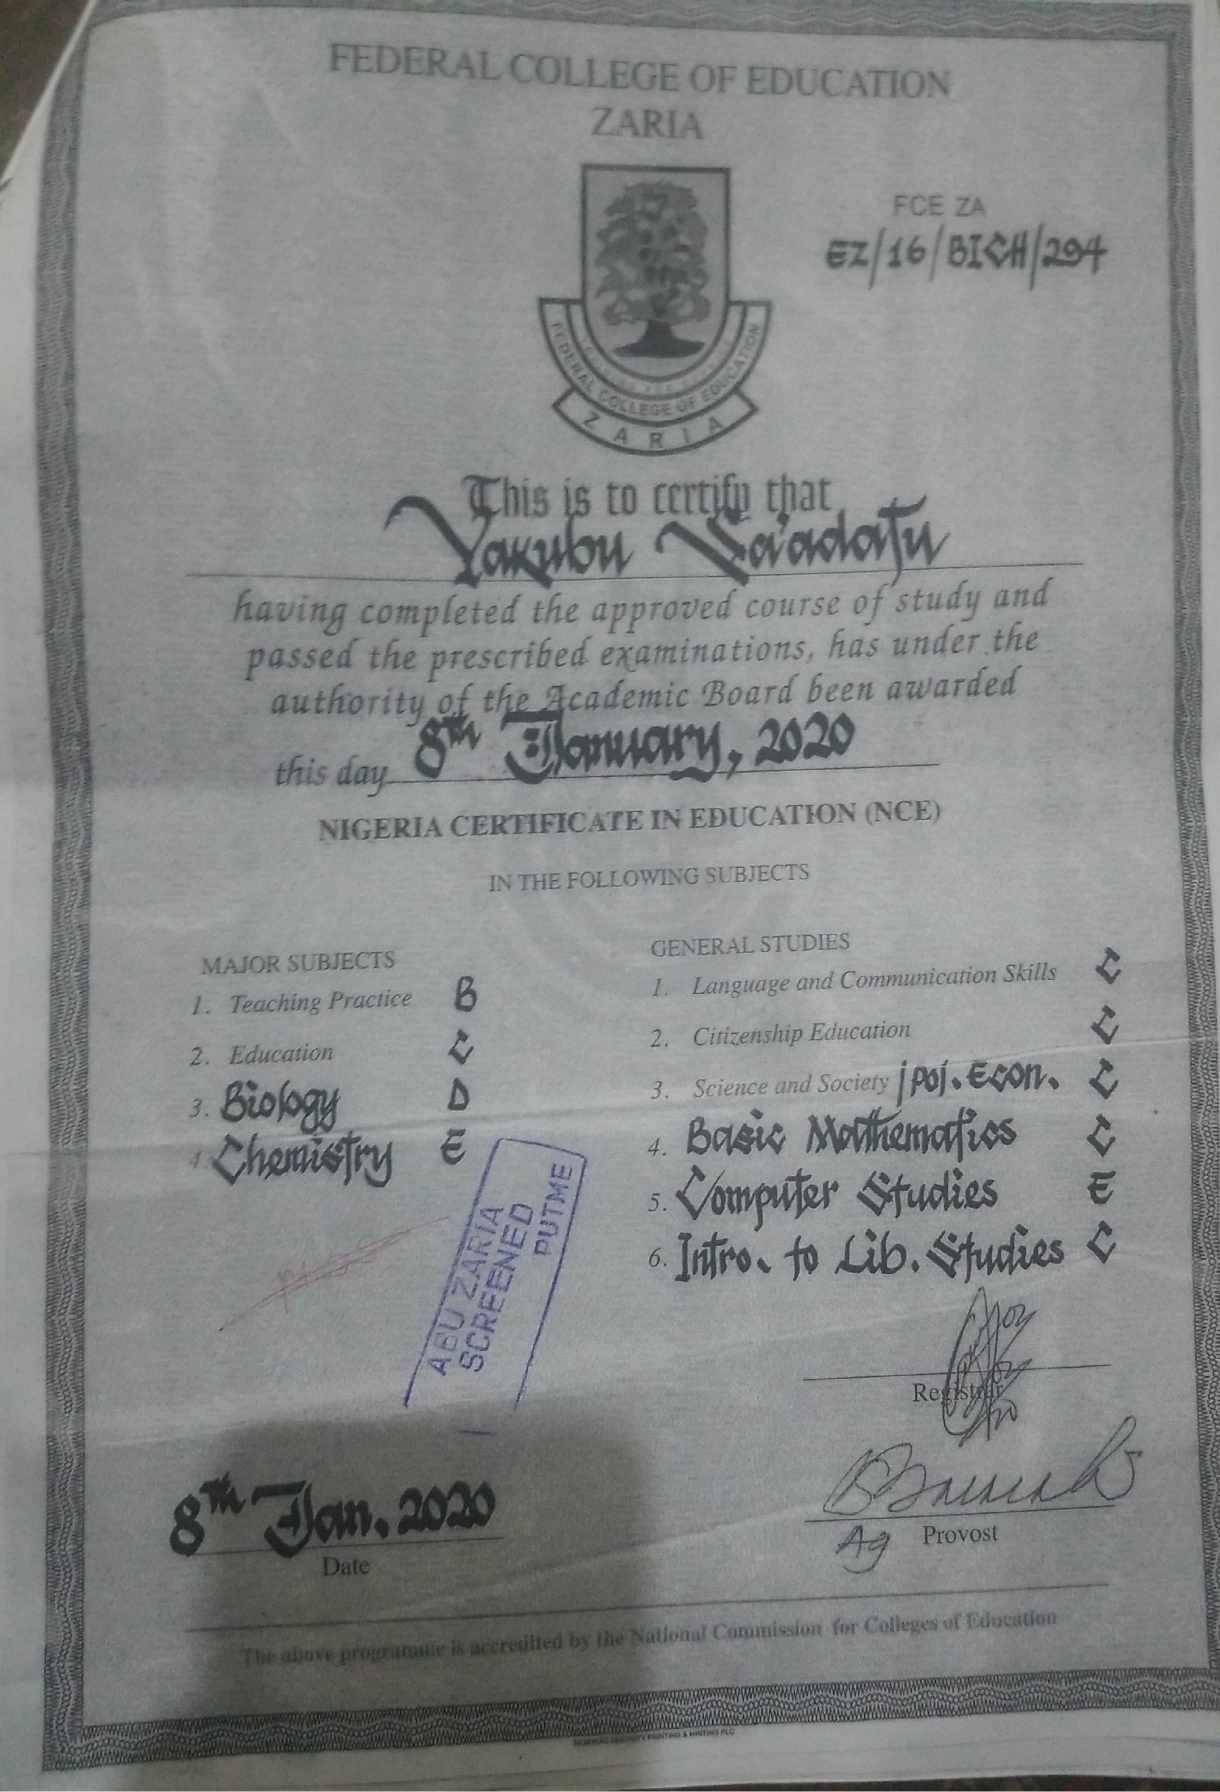 FEDERAL COLLEGE OF EDUCATION
ZARIA
FCE ZA
EZ/16/BICH/294
FEDERAL COLLEGE OF EDUCATION
ZARIA
This is to certify that
Yakubu Sa'adatu
having completed the approved course of study and
passed the prescribed examinations, has under the
authority of the Academic Board been awarded
this day 8th January, 2020
NIGERIA CERTIFICATE IN EDUCATION (NCE)
IN THE FOLLOWING SUBJECTS
MAJOR SUBJECTS
1. Teaching Practice B
2. Education C
3. Biology D
4 Chemistry E
GENERAL STUDIES
1. Language and Communication Skills C
2. Citizenship Education C
3. Science and Society / Pol. Econ. C
4. Basic Mathematics C
5. Computer Studies E
6. Intro. to Lib. Studies C
ABU ZARIA
SCREENED
PUTME
Registrar
8th Jan. 2020
Date
Ag Provost
The above programme is accredited by the National Commission for Colleges of Education